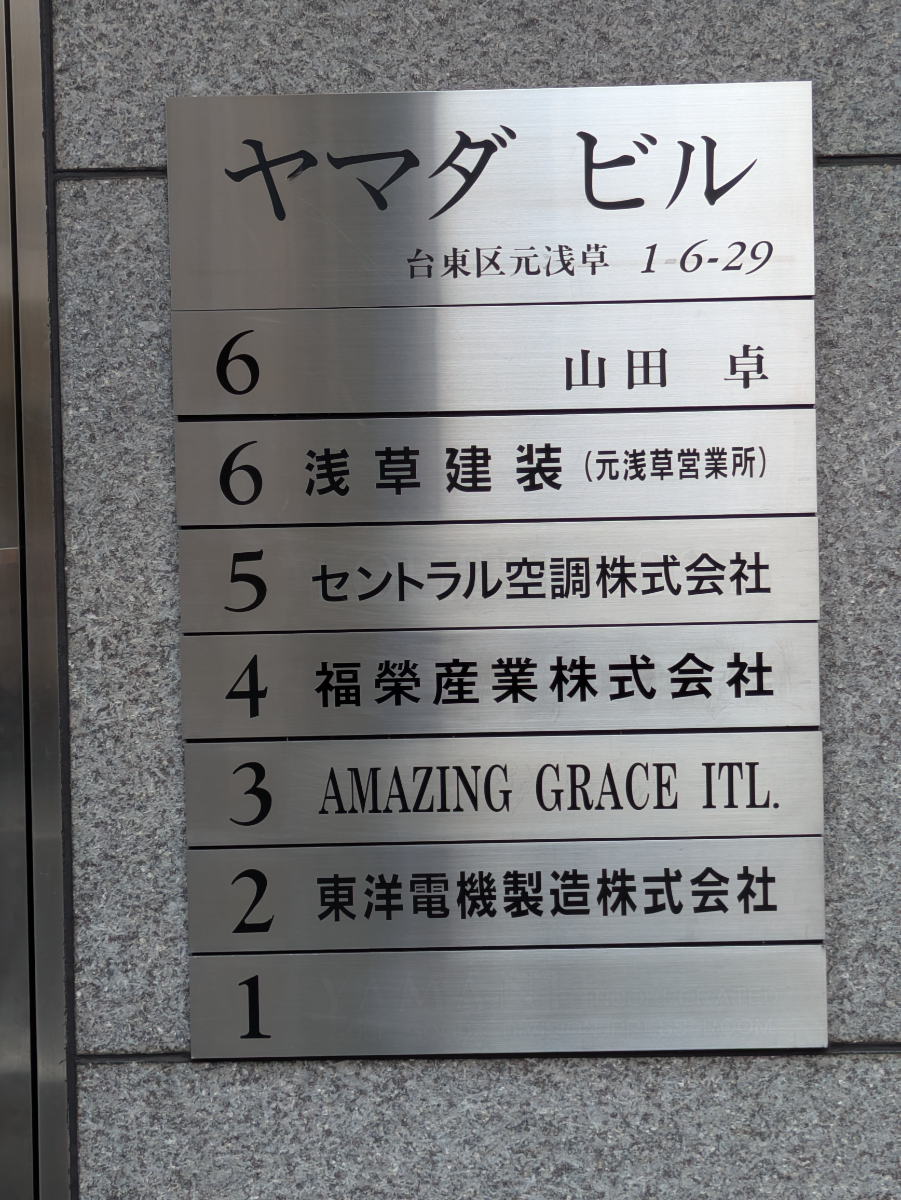 ヤマダ ビル
台東区元浅草 1-6-29
6 山田 卓
6 浅草建装(元浅草営業所)
5 セントラル空調株式会社
4 福榮産業株式会社
3 AMAZING GRACE ITL.
2 東洋電機製造株式会社
1